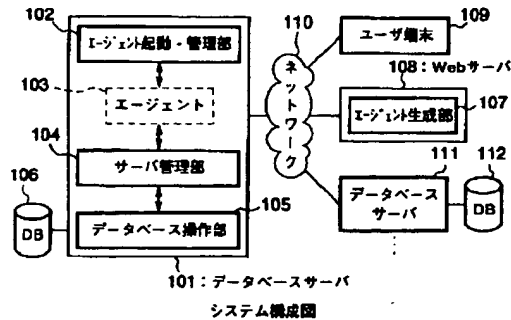 102
エージェント起動・管理部
103
エージェント
104
サーバ管理部
106
DB
105
データベース操作部
101:データベースサーバ
110
ネットワーク
109
ユーザ端末
108:Webサーバ
エージェント生成部
107
111
データベース
サーバ
112
DB
システム構成図